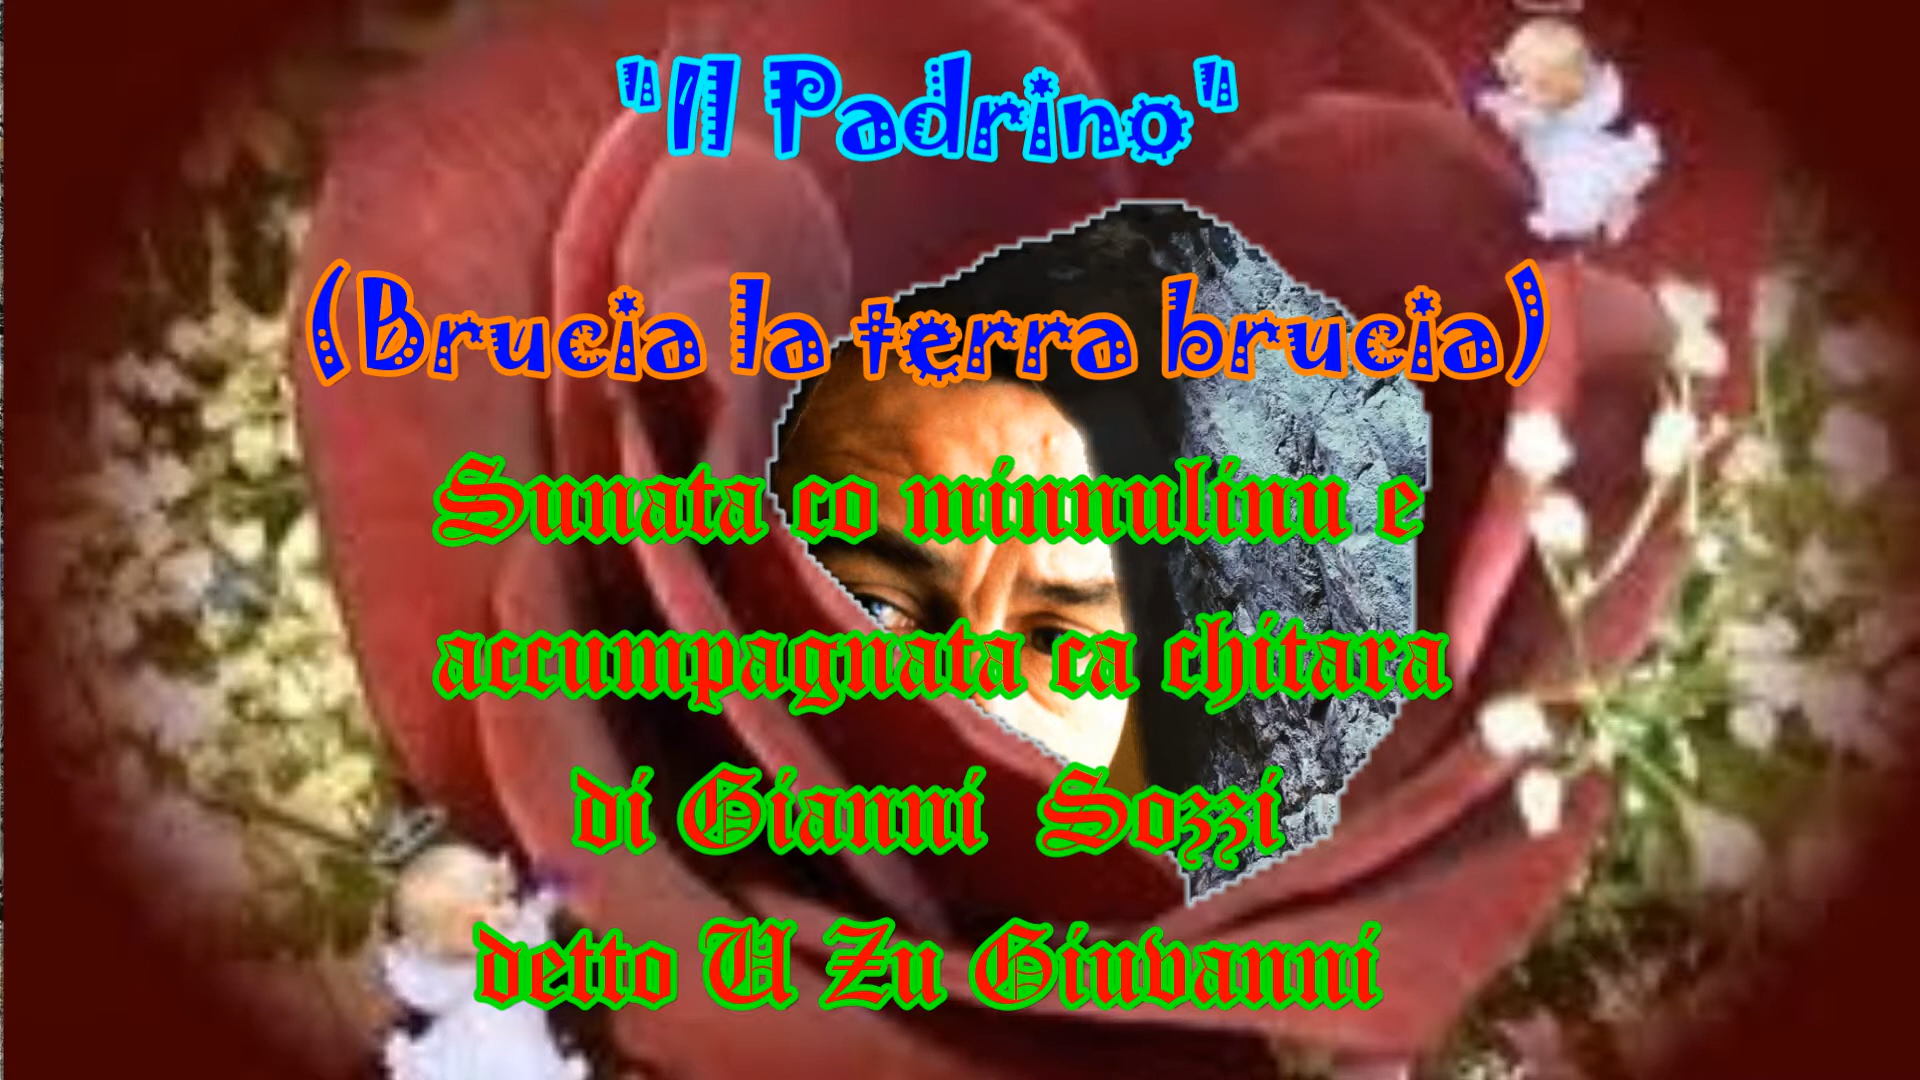 "Il Padrino"
(Brucia la terra brucia)
Sunata co minnulinu e
accumpagnata ca chitara
di Gianni Sozzi
detto U Zu Giuvanni